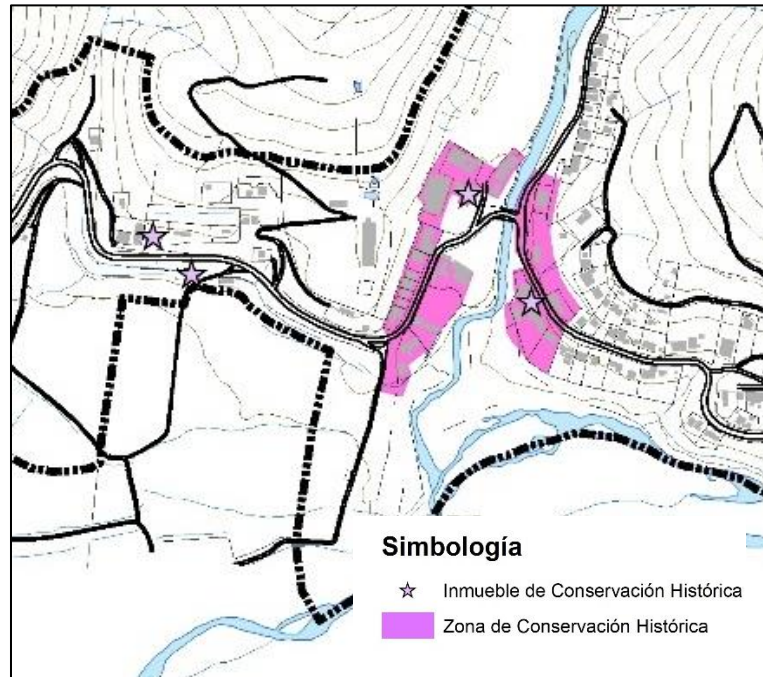 Simbología
Inmueble de Conservación Histórica
Zona de Conservación Histórica